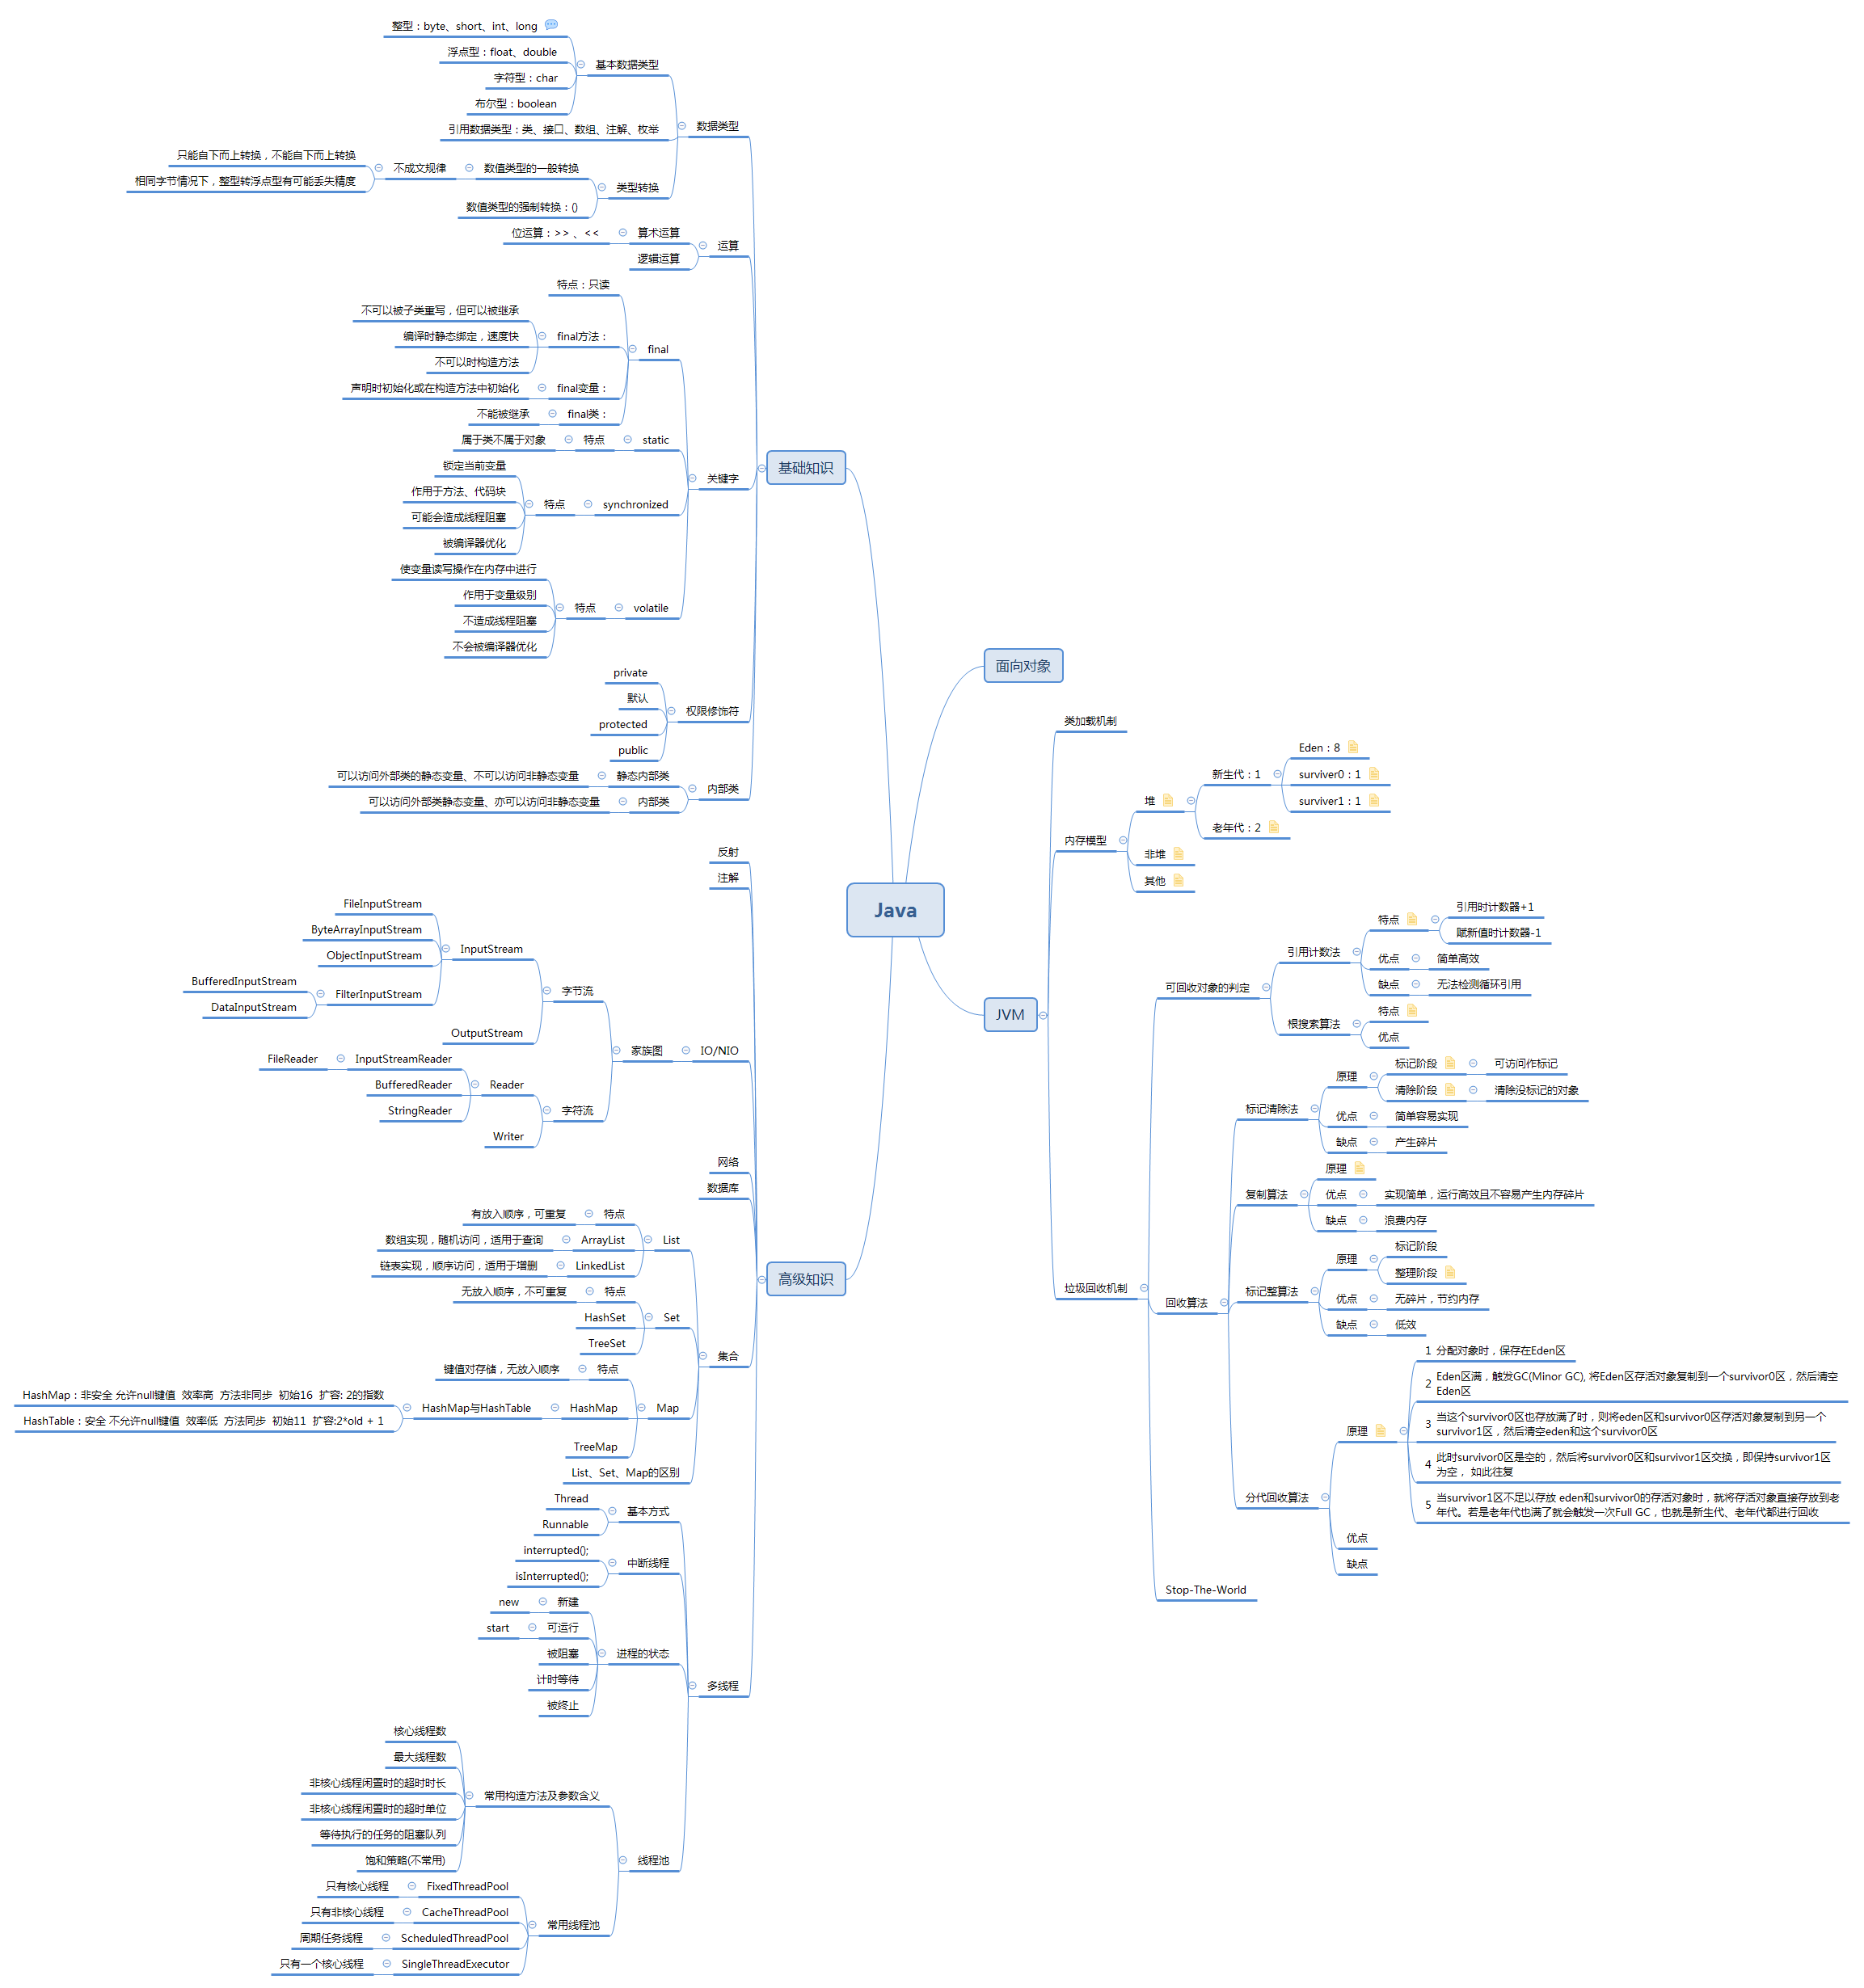 Java
基础知识
数据类型
基本数据类型
整型：byte、short、int、long
浮点型：float、double
字符型：char
布尔型：boolean
引用数据类型：类、接口、数组、注解、枚举
类型转换
数值类型的一般转换
不成文规律
只能自下而上转换，不能自下而上转换
相同字节情况下，整型转浮点型有可能丢失精度
数值类型的强制转换：()
运算
算术运算
位运算：>> 、<<
逻辑运算
关键字
final
特点：只读
final方法：
不可以被子类重写，但可以被继承
编译时静态绑定，速度快
不可以时构造方法
final变量：
声明时初始化或在构造方法中初始化
final类：
不能被继承
static
特点
属于类不属于对象
synchronized
特点
锁定当前变量
作用于方法、代码块
可能会造成线程阻塞
被编译器优化
volatile
特点
使变量读写操作在内存中进行
作用于变量级别
不造成线程阻塞
不会被编译器优化
权限修饰符
private
默认
protected
public
内部类
静态内部类
可以访问外部类的静态变量、不可以访问非静态变量
内部类
可以访问外部类静态变量、亦可以访问非静态变量
高级知识
反射
注解
IO/NIO
家族图
字节流
InputStream
FileInputStream
ByteArrayInputStream
ObjectInputStream
FilterInputStream
BufferedInputStream
DataInputStream
OutputStream
字符流
Reader
InputStreamReader
FileReader
BufferedReader
StringReader
Writer
网络
数据库
集合
List
特点
有放入顺序，可重复
ArrayList
数组实现，随机访问，适用于查询
LinkedList
链表实现，顺序访问，适用于增删
Set
特点
无放入顺序，不可重复
HashSet
TreeSet
Map
特点
键值对存储，无放入顺序
HashMap
HashMap与HashTable
HashMap：非安全 允许null键值 效率高 方法非同步 初始16 扩容: 2的指数
HashTable：安全 不允许null键值 效率低 方法同步 初始11 扩容:2*old + 1
TreeMap
List、Set、Map的区别
多线程
基本方式
Thread
Runnable
中断线程
interrupted();
isInterrupted();
进程的状态
新建
new
可运行
start
被阻塞
计时等待
被终止
线程池
常用构造方法及参数含义
核心线程数
最大线程数
非核心线程闲置时的超时时长
非核心线程闲置时的超时单位
等待执行的任务的阻塞队列
饱和策略(不常用)
常用线程池
FixedThreadPool
只有核心线程
CacheThreadPool
只有非核心线程
ScheduledThreadPool
周期任务线程
SingleThreadExecutor
只有一个核心线程
面向对象
JVM
类加载机制
内存模型
堆
新生代：1
Eden：8
surviver0：1
surviver1：1
老年代：2
非堆
其他
垃圾回收机制
可回收对象的判定
引用计数法
特点
引用时计数器+1
赋新值时计数器-1
优点
简单高效
缺点
无法检测循环引用
根搜索算法
特点
优点
回收算法
标记清除法
原理
标记阶段
可访问作标记
清除阶段
清除没标记的对象
优点
简单容易实现
缺点
产生碎片
复制算法
原理
优点
实现简单，运行高效且不容易产生内存碎片
缺点
浪费内存
标记整算法
原理
标记阶段
整理阶段
优点
无碎片，节约内存
缺点
低效
分代回收算法
原理
1 分配对象时，保存在Eden区
2 Eden区满，触发GC(Minor GC), 将Eden区存活对象复制到一个survivor0区，然后清空
Eden区
3 当这个survivor0区也存放满了时，则将eden区和survivor0区存活对象复制到另一个
survivor1区，然后清空eden和这个survivor0区
4 此时survivor0区是空的，然后将survivor0区和survivor1区交换，即保持survivor1区
为空， 如此往复
5 当survivor1区不足以存放 eden和survivor0的存活对象时，就将存活对象直接存放到老
年代。若是老年代也满了就会触发一次Full GC，也就是新生代、老年代都进行回收
优点
缺点
Stop-The-World